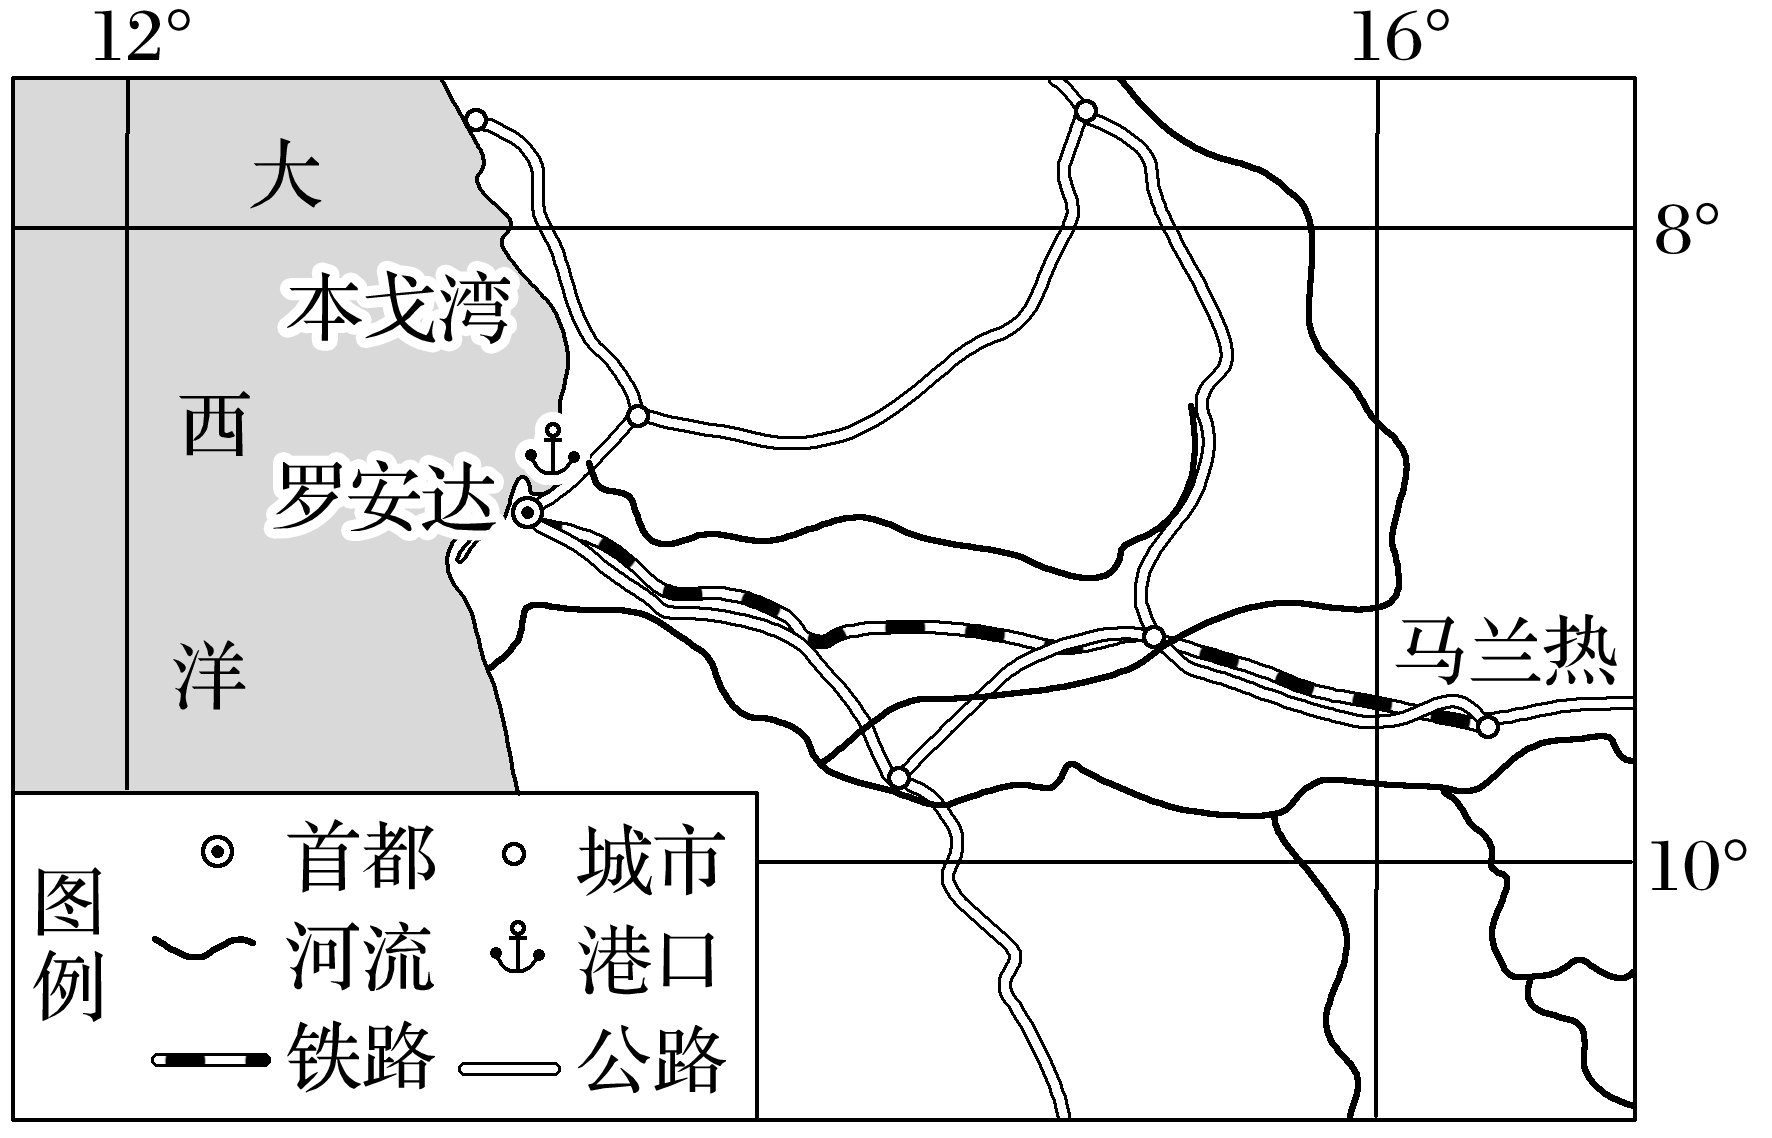 12° 16°
大
8°
本戈湾
西
罗安达
洋
马兰热
10°
图例
首都 城市
河流 港口
铁路 公路